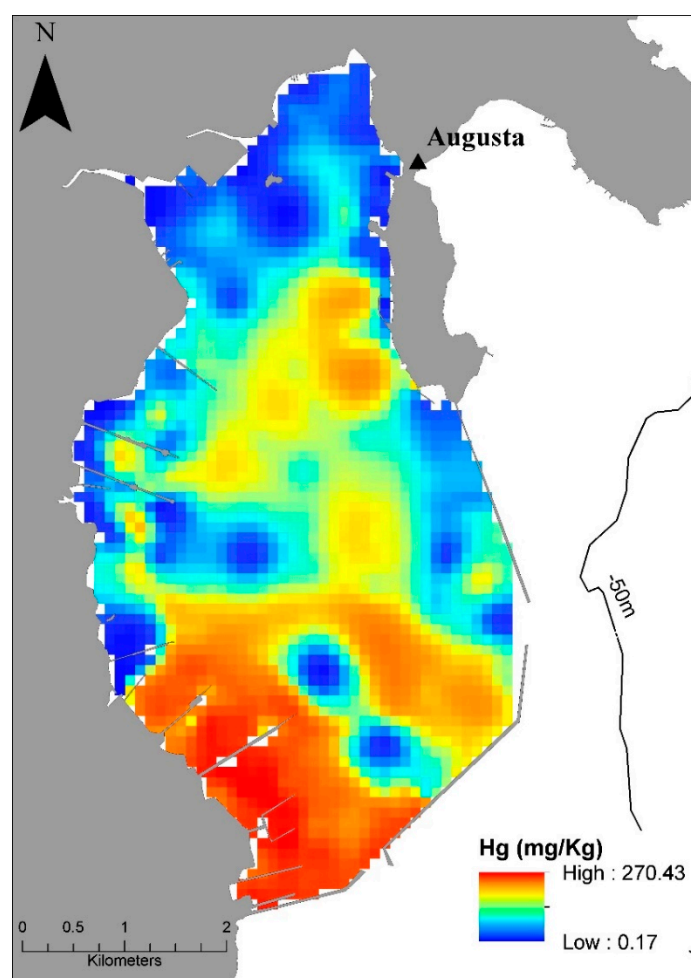 N
Augusta
-50m
Hg (mg/Kg)
High : 270.43
Low : 0.17
0 0.5 1 2
Kilometers